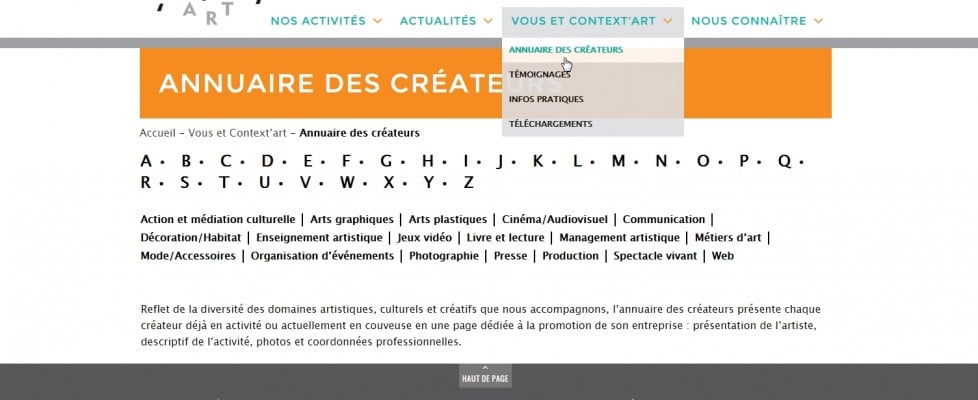 ART
NOS ACTIVITÉS ACTUALITÉS VOUS ET CONTEXT'ART NOUS CONNAÎTRE
ANNUAIRE DES CRÉATEURS
TÉMOIGNAGES
INFOS PRATIQUES
TÉLÉCHARGEMENTS
ANNUAIRE DES CRÉATEURS
Accueil – Vous et Context'art – Annuaire des créateurs
A • B • C • D • E • F • G • H • I • J • K • L • M • N • O • P • Q •
R • S • T • U • V • W • X • Y • Z
Action et médiation culturelle | Arts graphiques | Arts plastiques | Cinéma/Audiovisuel | Communication |
Décoration/Habitat | Enseignement artistique | Jeux vidéo | Livre et lecture | Management artistique | Métiers d'art |
Mode/Accessoires | Organisation d'événements | Photographie | Presse | Production | Spectacle vivant | Web
Reflet de la diversité des domaines artistiques, culturels et créatifs que nous accompagnons, l'annuaire des créateurs présente chaque
créateur déjà en activité ou actuellement en couveuse en une page dédiée à la promotion de son entreprise : présentation de l'artiste,
descriptif de l'activité, photos et coordonnées professionnelles.
HAUT DE PAGE